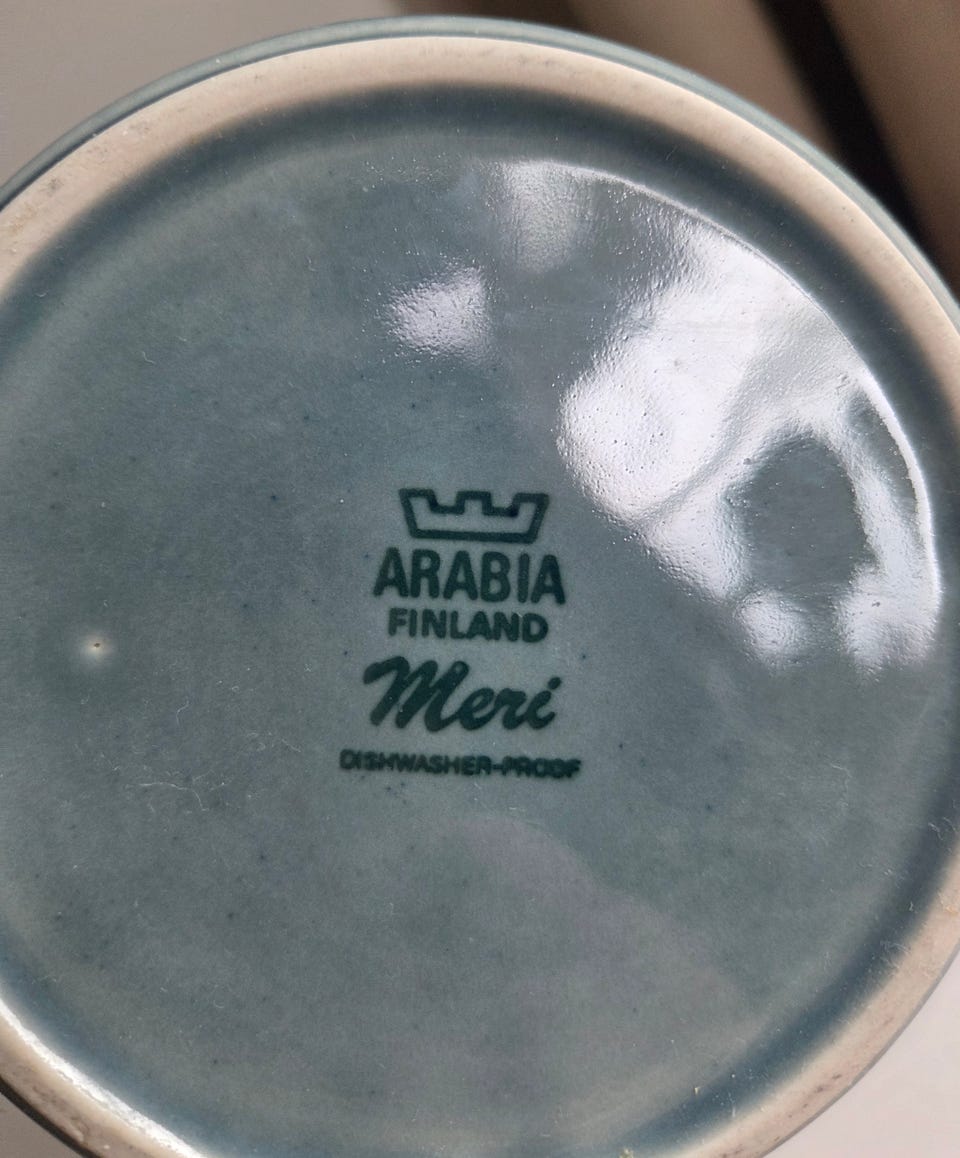 ARABIA
FINLAND
Meri
DISHWASHER-PROOF